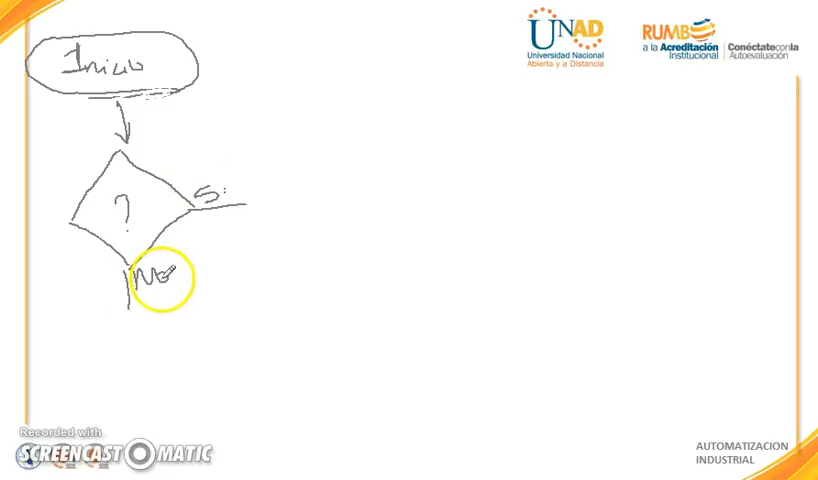 Inicio
?
Si
No
UNAD
Universidad Nacional
Abierta y a Distancia
RUMBO
a la Acreditación
Institucional
Conéctate con la
Autoevaluación
Recorded with
SCREENCAST MATIC
AUTOMATIZACION
INDUSTRIAL